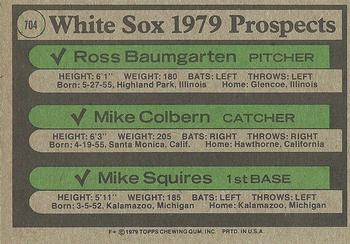 704
White Sox 1979 Prospects
✓ Ross Baumgarten PITCHER
HEIGHT: 6'1" WEIGHT: 180 BATS: LEFT THROWS: LEFT
Born: 5-27-55, Highland Park, Illinois Home: Glencoe, Illinois
✓ Mike Colbern CATCHER
HEIGHT: 6'3" WEIGHT: 205 BATS: RIGHT THROWS: RIGHT
Born: 4-19-55, Santa Monica, Calif. Home: Hawthorne, California
✓ Mike Squires 1st BASE
HEIGHT: 5'11" WEIGHT: 185 BATS: LEFT THROWS: LEFT
Born: 3-5-52, Kalamazoo, Michigan Home: Kalamazoo, Michigan
F* © 1979 TOPPS CHEWING GUM, INC. PRTD. IN U.S.A.